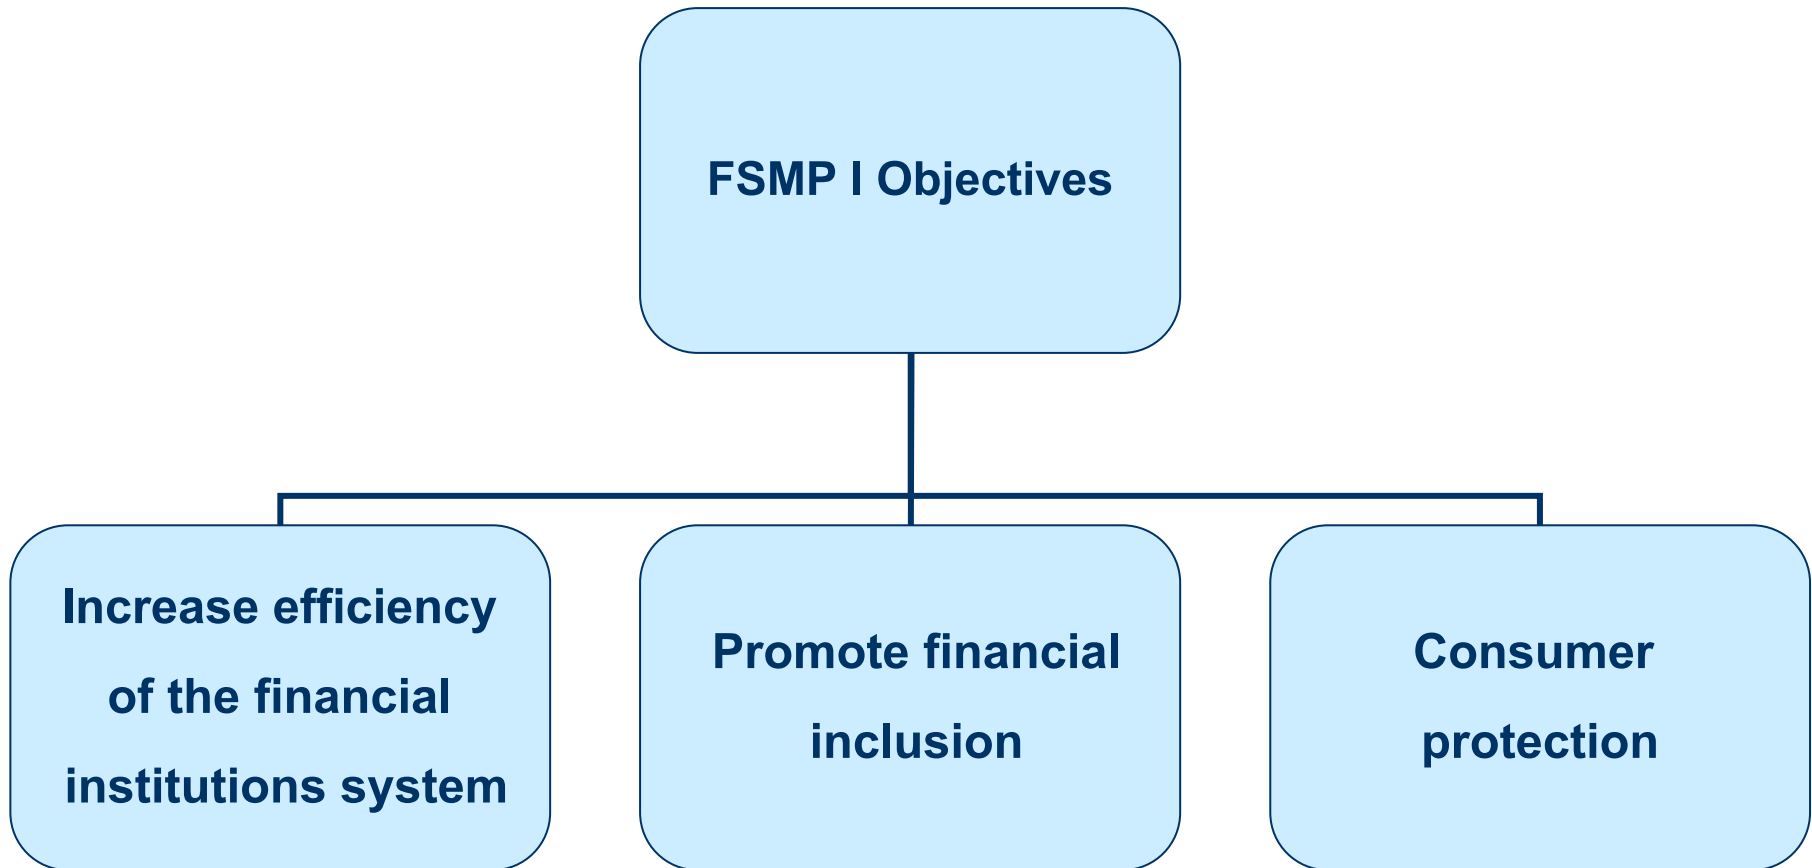 FSMP I Objectives
Increase efficiency
of the financial
institutions system
Promote financial
inclusion
Consumer
protection